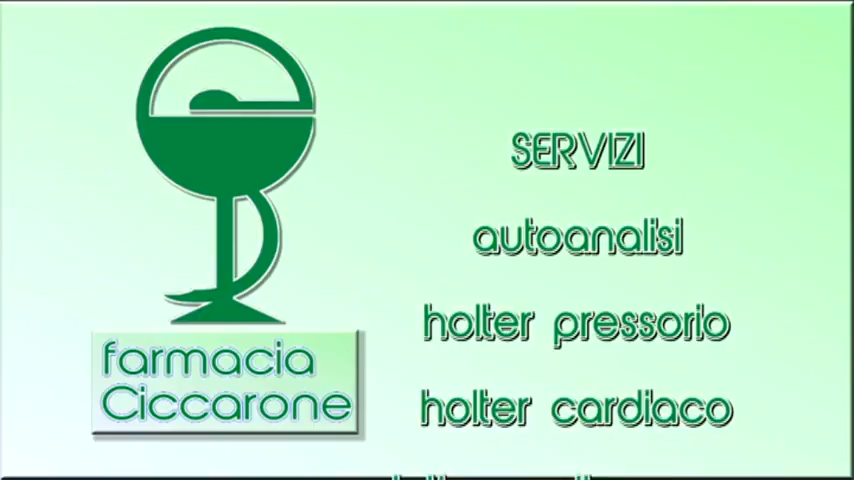 SERVIZI
autoanalisi
holter pressorio
holter cardiaco
farmacia
Ciccarone